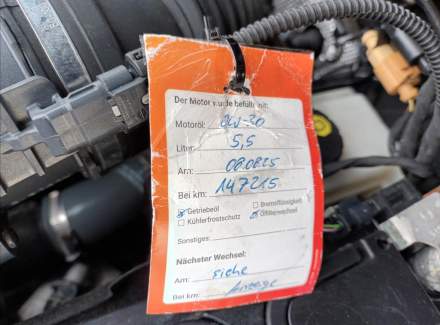 Der Motor wurde befüllt mit:
Motoröl: 0W-30
Liter: 5,5
Am: 08.08.25
Bei km: 147215
Getriebeöl
Bremsflüssigkeit
Kühlerfrostschutz
Ölfilterwechsel
Sonstiges:
Nächster Wechsel:
Am: siehe
Bei km: Anzeige